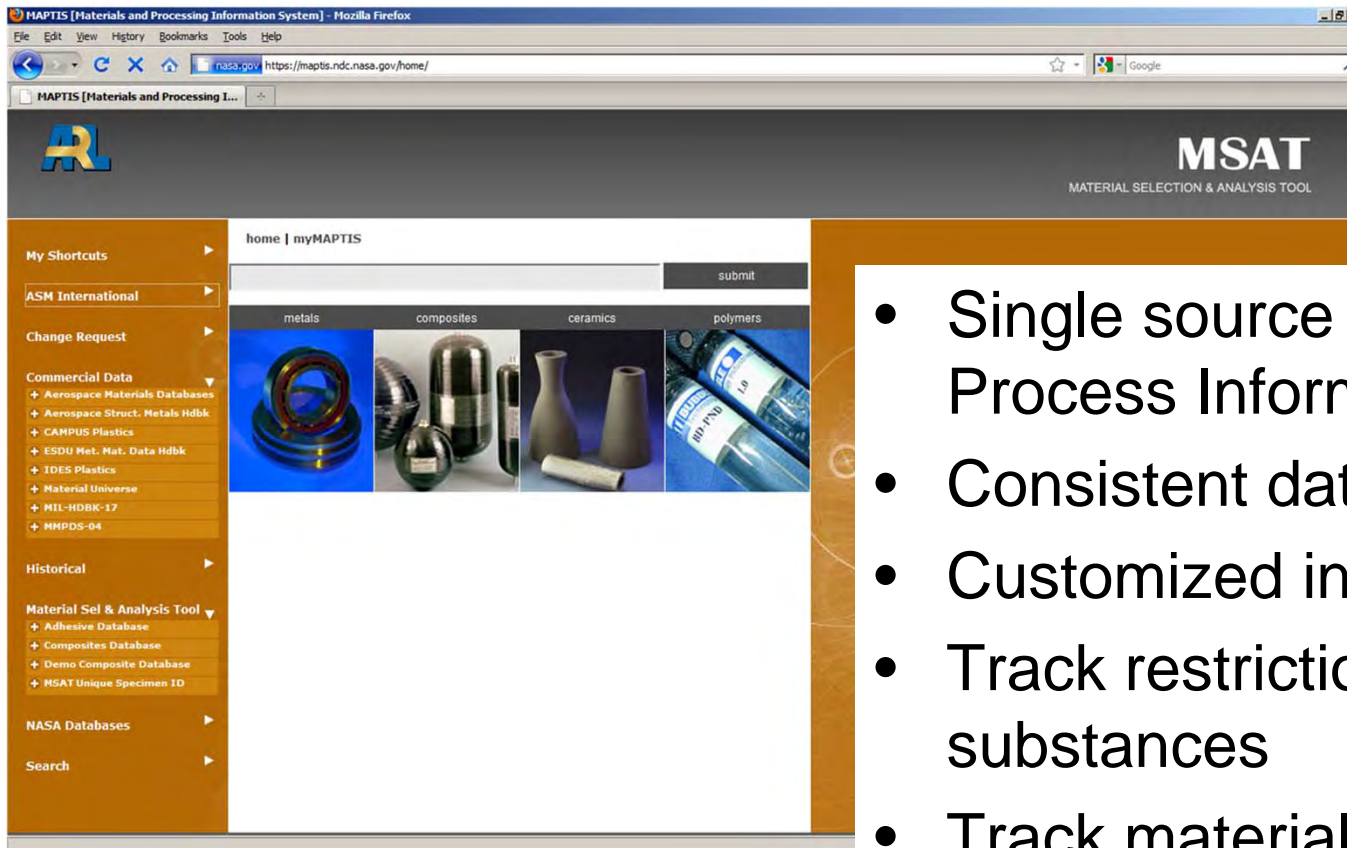 MAPTIS [Materials and Processing Information System] - Mozilla Firefox
File Edit View History Bookmarks Tools Help
nasa.gov https://maptis.ndc.nasa.gov/home/
Google
MAPTIS [Materials and Processing I...
ARL
MSAT
MATERIAL SELECTION & ANALYSIS TOOL
home | myMAPTIS
submit
metals composites ceramics polymers
BD-PND
1.0
My Shortcuts
ASM International
Change Request
Commercial Data
+ Aerospace Materials Databases
+ Aerospace Struct. Metals Hdbk
+ CAMPUS Plastics
+ ESDU Met. Mat. Data Hdbk
+ IDES Plastics
+ Material Universe
+ MIL-HDBK-17
+ MMPDS-04
Historical
Material Sel & Analysis Tool
+ Adhesive Database
+ Composites Database
+ Demo Composite Database
+ MSAT Unique Specimen ID
NASA Databases
Search
• Single source
Process Inform
• Consistent dat
• Customized in
• Track restrictio
substances
• Track material